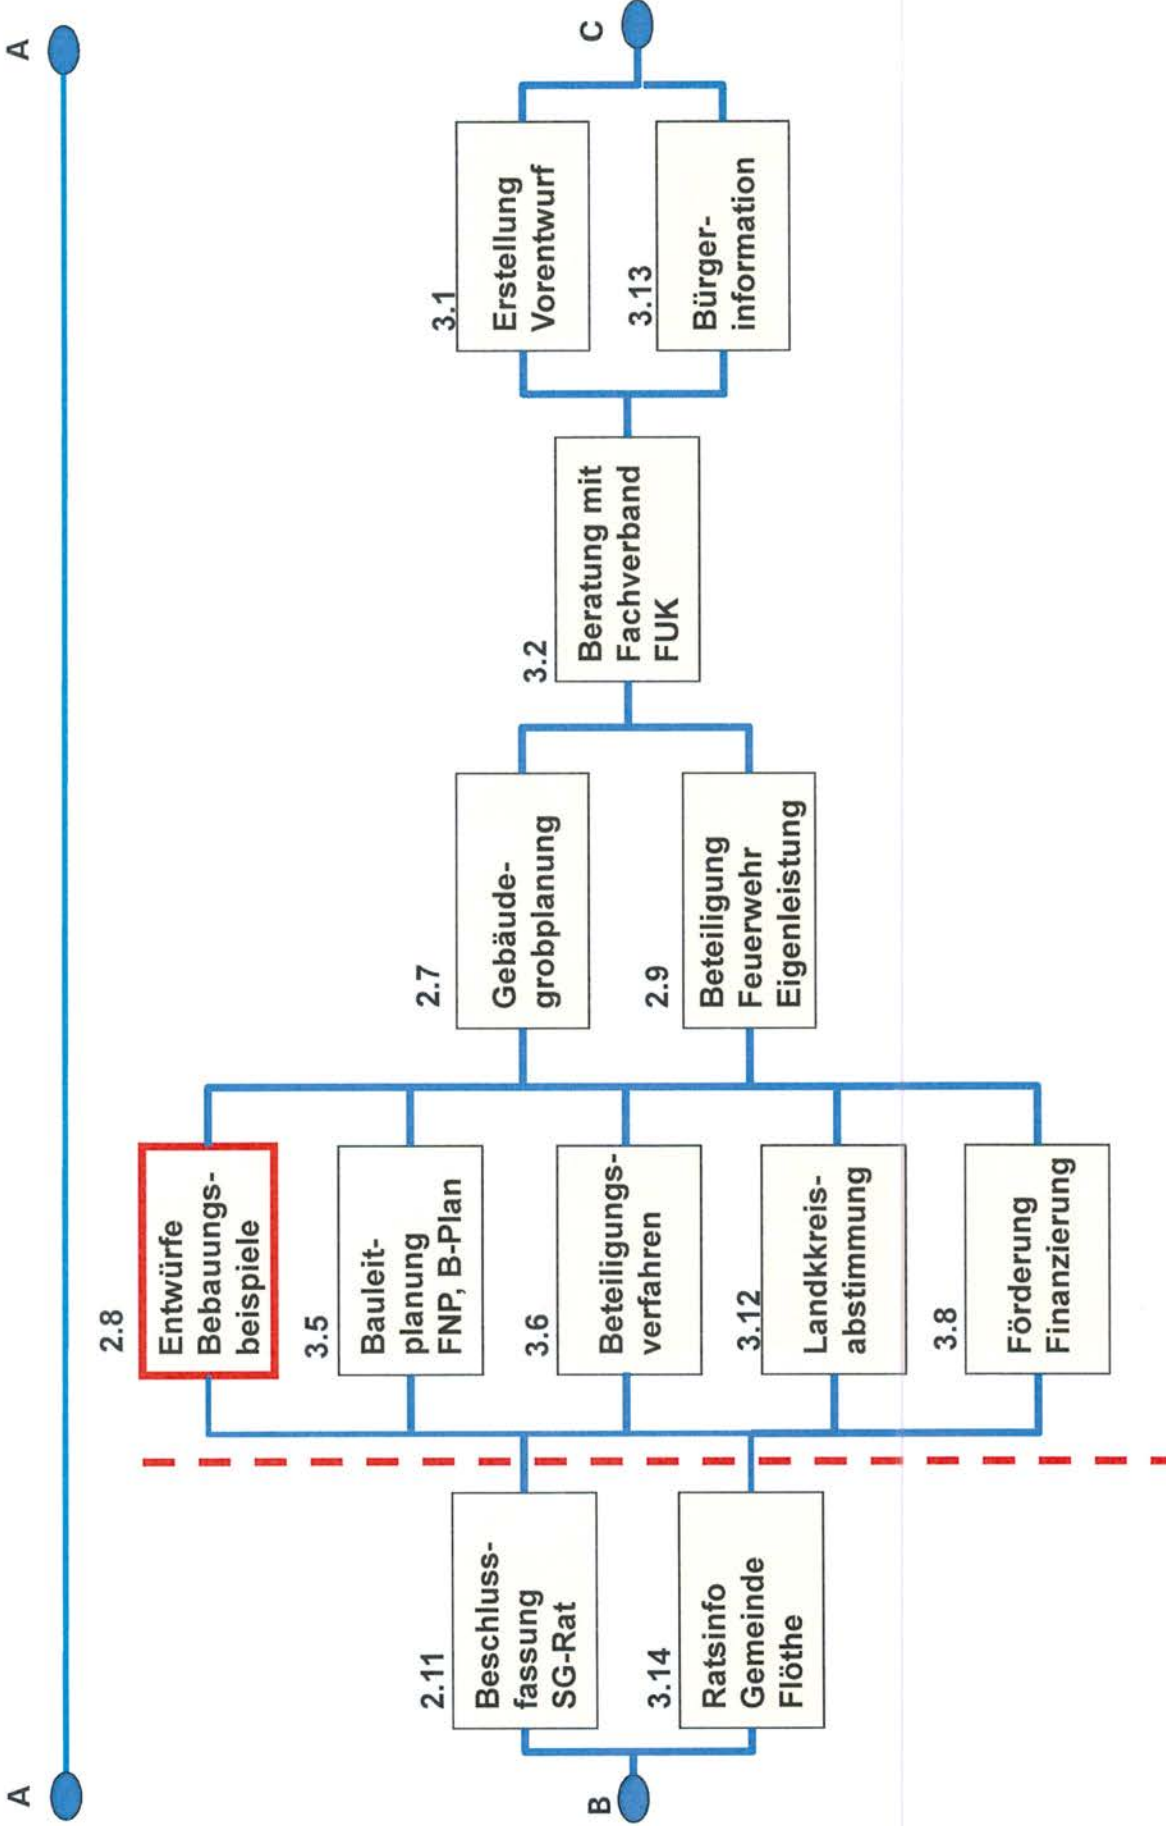 A
A
2.8
Entwürfe
Bebauungs-
beispiele
3.5
Bauleit-
planung
FNP, B-Plan
2.11
Beschluss-
fassung
SG-Rat
2.7
Gebäude-
grobplanung
3.1
Erstellung
Vorentwurf
B
3.6
Beteiligungs-
verfahren
3.2
Beratung mit
Fachverband
FUK
C
3.14
Ratsinfo
Gemeinde
Flöthe
3.12
Landkkreis-
abstimmung
2.9
Beteiligung
Feuerwehr
Eigenleistung
3.13
Bürger-
information
3.8
Förderung
Finanzierung